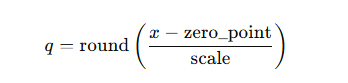 q = round ( (x − zero_point) / scale )